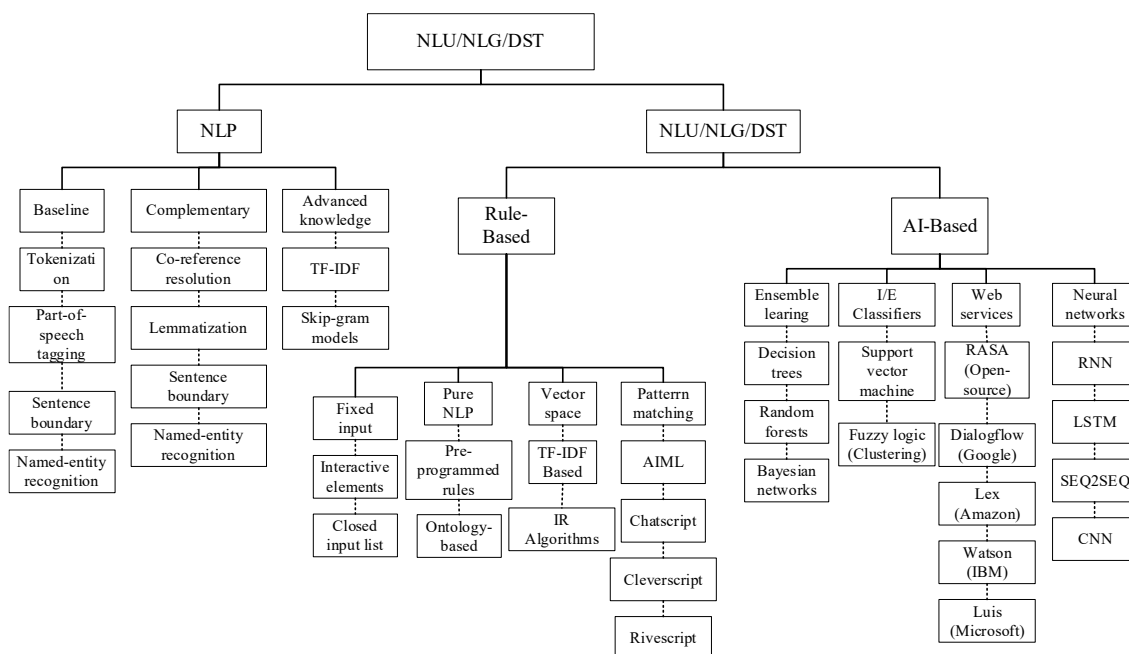 NLU/NLG/DST
NLP
NLU/NLG/DST
Baseline
Tokenizati
on
Part-of-
speech
tagging
Sentence
boundary
Named-entity
recognition
Complementary
Co-reference
resolution
Lemmatization
Sentence
boundary
Named-entity
recognition
Advanced
knowledge
TF-IDF
Skip-gram
models
Rule-
Based
AI-Based
Fixed
input
Interactive
elements
Closed
input list
Pure
NLP
Pre-
programmed
rules
Ontology-
based
Vector
space
TF-IDF
Based
IR
Algorithms
Patternn
matching
AIML
Chatscript
Cleverscript
Rivescript
Ensemble
learing
Decision
trees
Random
forests
Bayesian
networks
I/E
Classifiers
Support
vector
machine
Fuzzy logic
(Clustering)
Web
services
RASA
(Open-
source)
Dialogflow
(Google)
Lex
(Amazon)
Watson
(IBM)
Luis
(Microsoft)
Neural
networks
RNN
LSTM
SEQ2SEQ
CNN